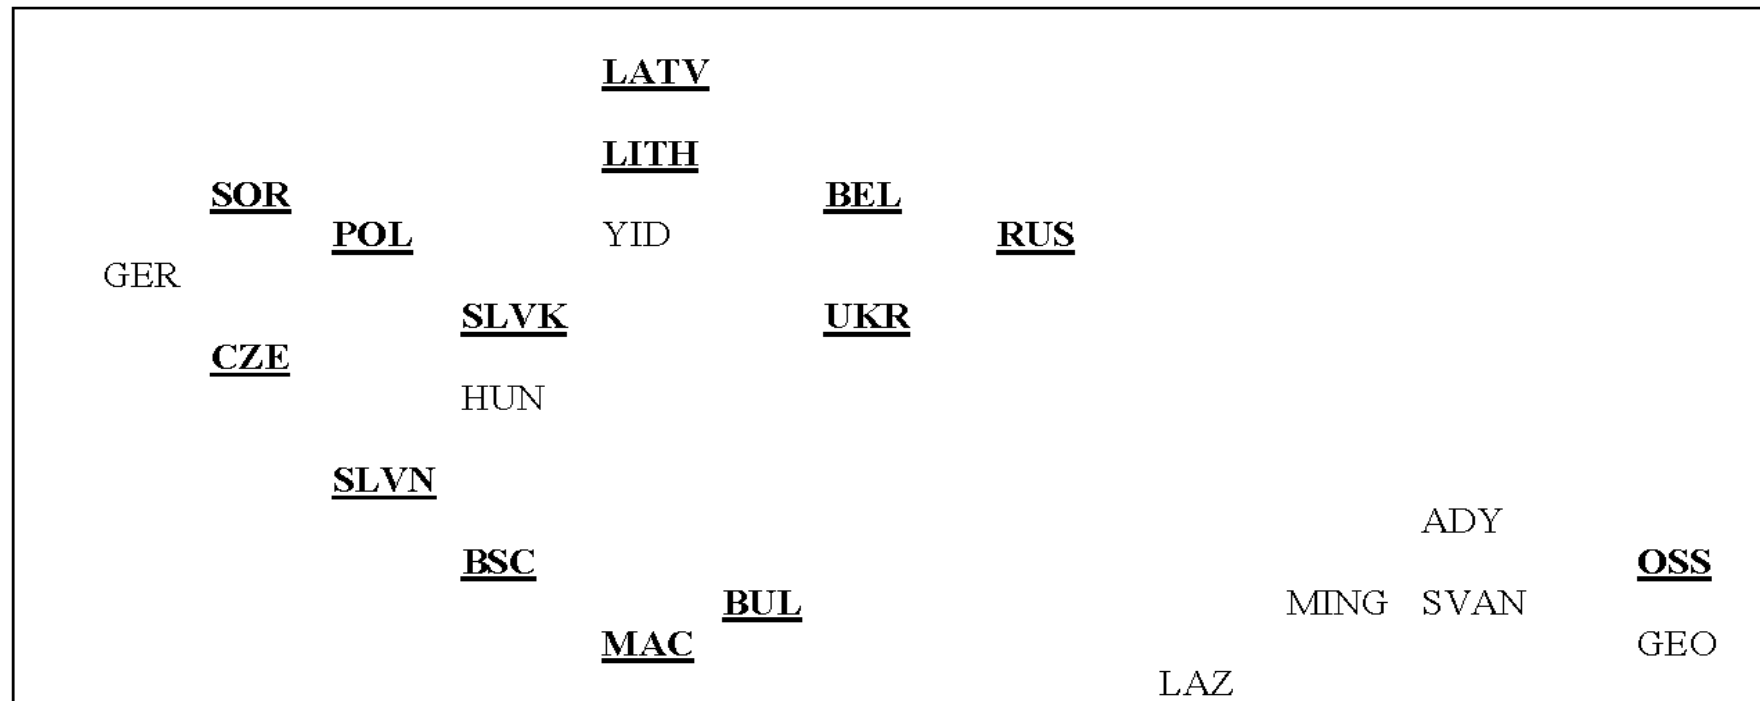 LATV
LITH
SOR BEL
POL YID RUS
GER
SLVK UKR
CZE
HUN
SLVN
ADY
BSC OSS
BUL MING SVAN
MAC GEO
LAZ